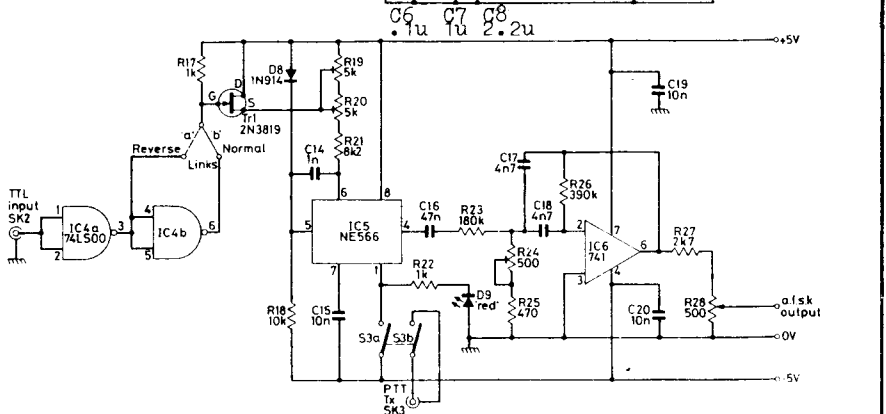 C6 C7 C8
.1u 1u 2.2u
+5V
R17
1k
D8
1N914
R19
5k
C19
10n
D
G
S
Tr1
2N3819
R20
5k
'a' 'b'
Reverse
Normal
Links
C14
1n
R21
8k2
C17
4n7
R26
390k
TTL
input
SK2
1
2
IC4a
74LS00
3
4
5
IC4b
6
6
8
5
IC5
NE566
4
7
1
C16
47n
R23
180k
C18
4n7
2
7
IC6
741
6
3
4
R27
2k7
R24
500
R22
1k
D9
'red'
R25
470
R18
10k
C15
10n
C20
10n
R28
500
a.f.s.k
output
0V
S3a
S3b
-5V
PTT
Tx
SK3